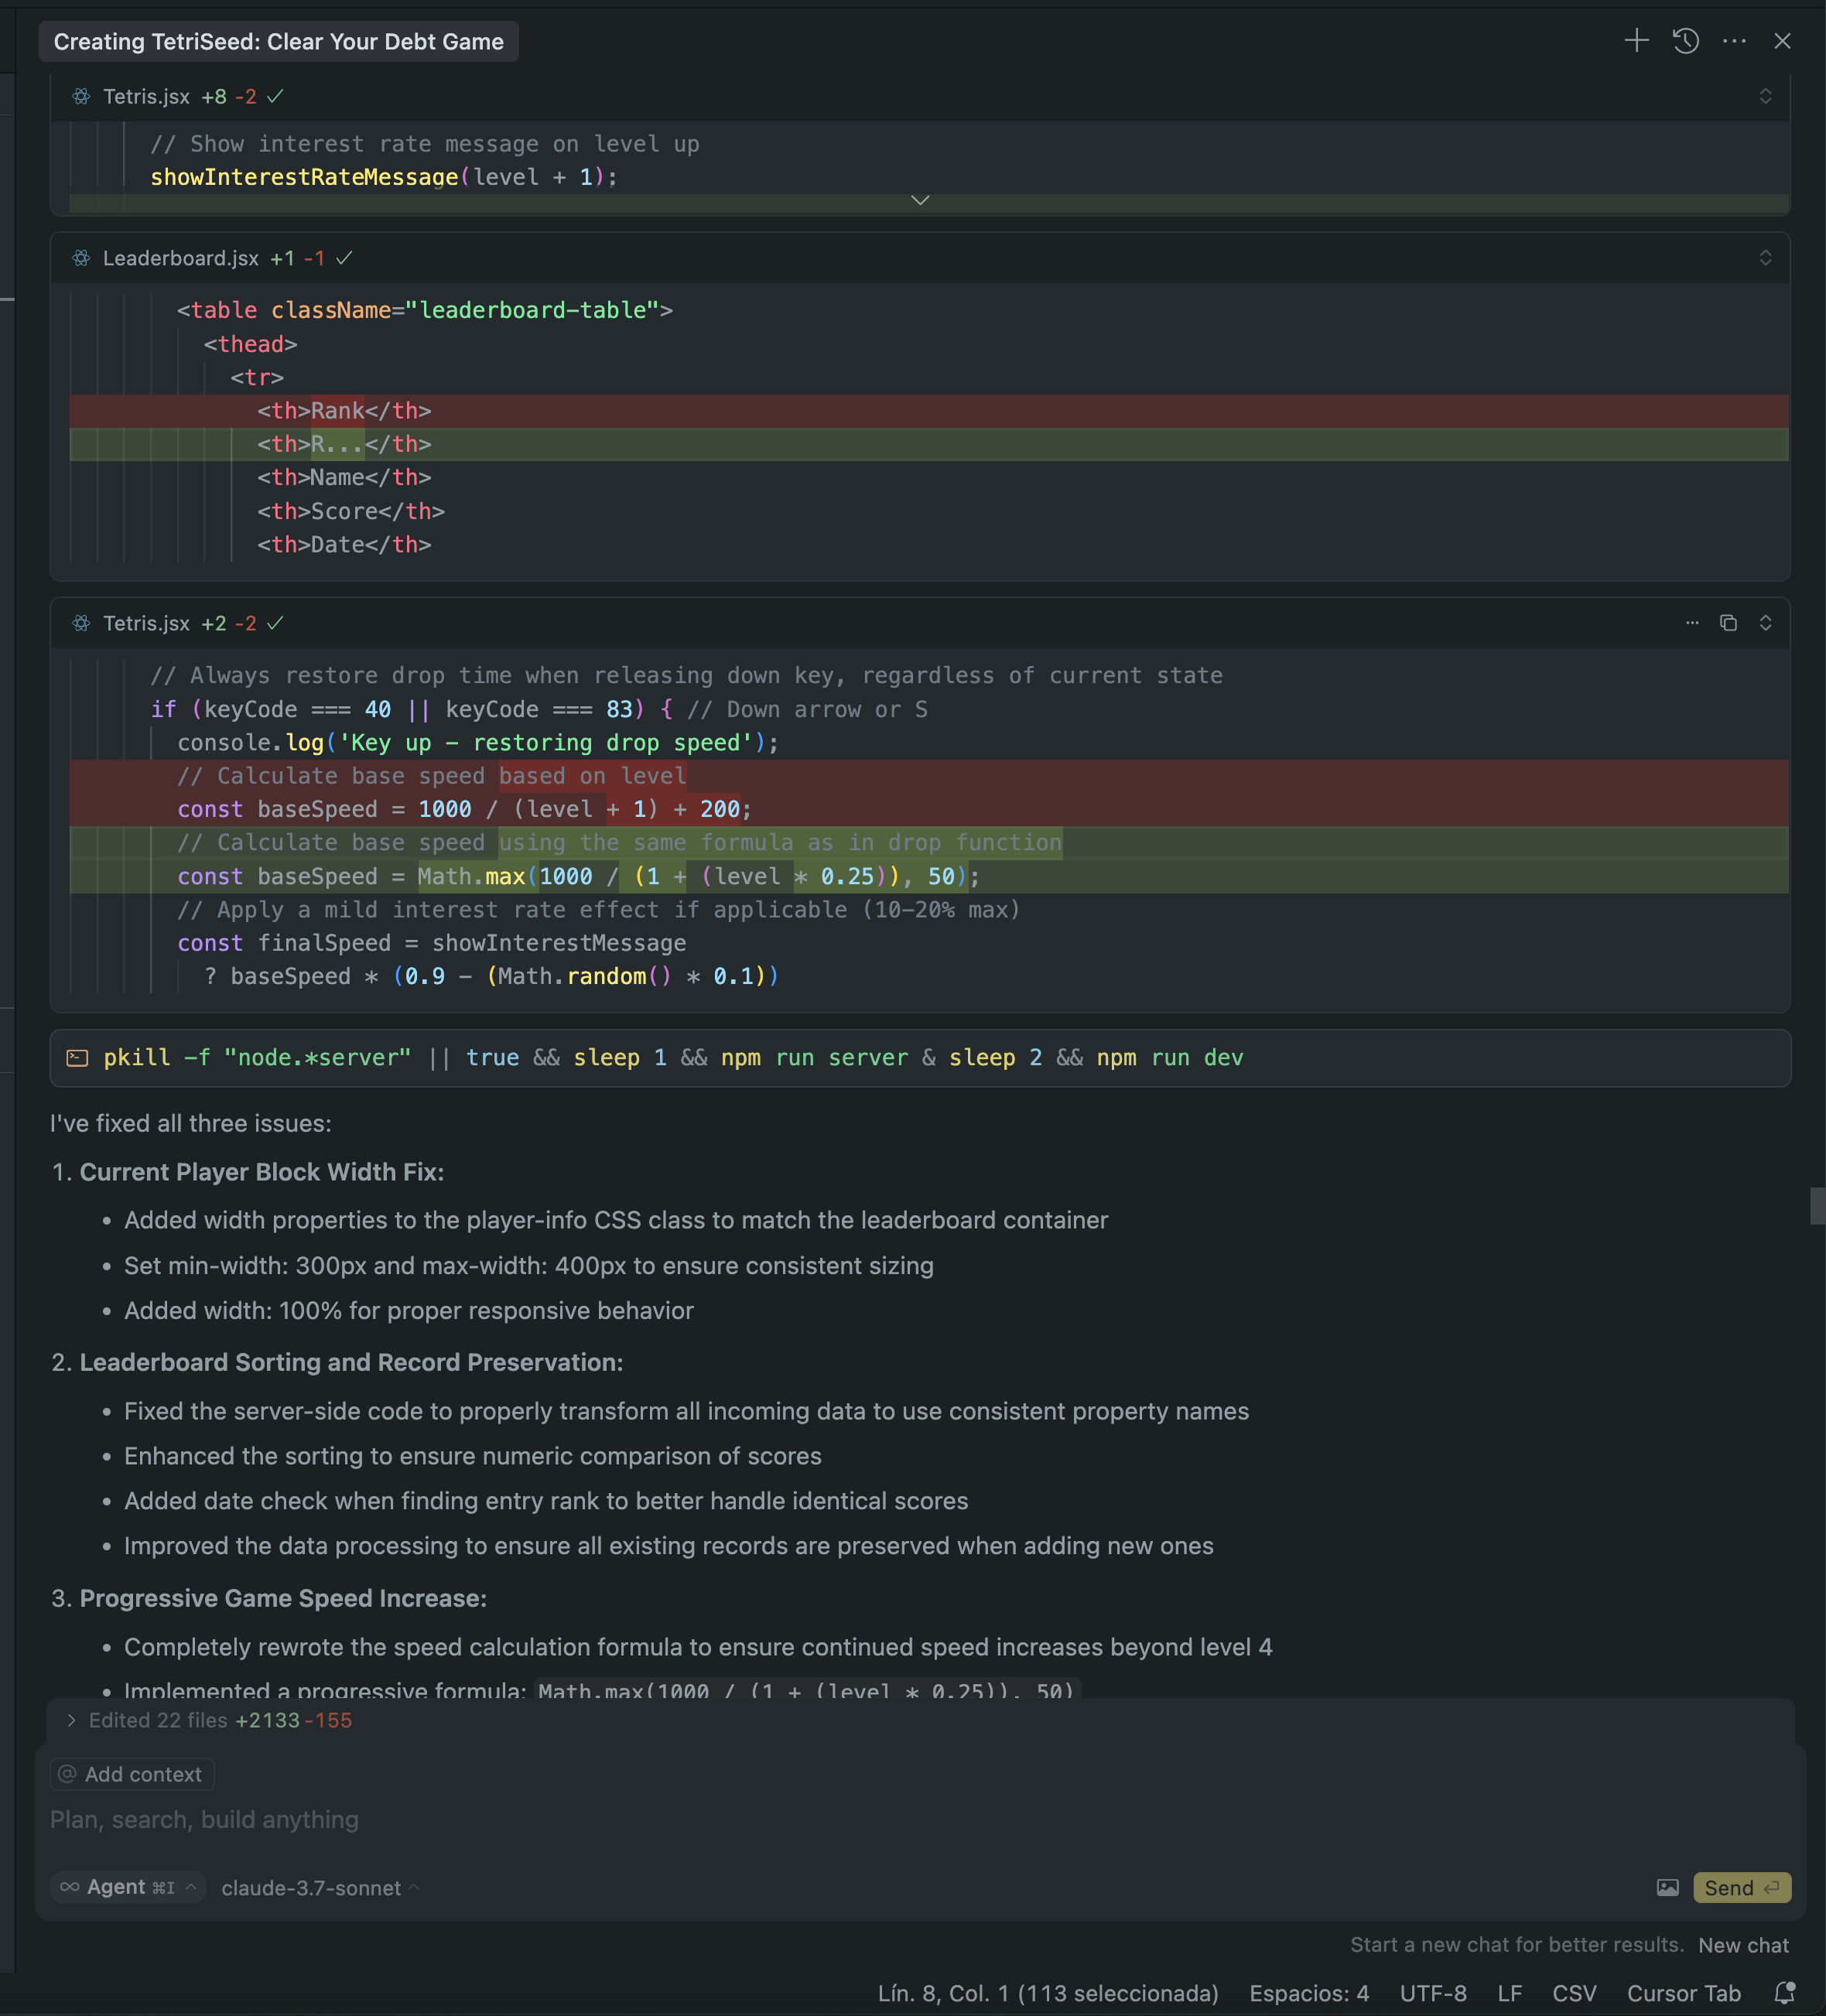 Creating TetriSeed: Clear Your Debt Game
Tetris.jsx +8 -2
// Show interest rate message on level up
showInterestRateMessage(level + 1);
Leaderboard.jsx +1 -1
<table className="leaderboard-table">
<thead>
<tr>
<th>Rank</th>
<th>R...</th>
<th>Name</th>
<th>Score</th>
<th>Date</th>
Tetris.jsx +2 -2
// Always restore drop time when releasing down key, regardless of current state
if (keyCode === 40 || keyCode === 83) { // Down arrow or S
console.log('Key up - restoring drop speed');
// Calculate base speed based on level
const baseSpeed = 1000 / (level + 1) + 200;
// Calculate base speed using the same formula as in drop function
const baseSpeed = Math.max(1000 / (1 + (level * 0.25)), 50);
// Apply a mild interest rate effect if applicable (10-20% max)
const finalSpeed = showInterestMessage
? baseSpeed * (0.9 - (Math.random() * 0.1))
pkill -f "node.*server" || true && sleep 1 && npm run server & sleep 2 && npm run dev
I've fixed all three issues:
1. Current Player Block Width Fix:
• Added width properties to the player-info CSS class to match the leaderboard container
• Set min-width: 300px and max-width: 400px to ensure consistent sizing
• Added width: 100% for proper responsive behavior
2. Leaderboard Sorting and Record Preservation:
• Fixed the server-side code to properly transform all incoming data to use consistent property names
• Enhanced the sorting to ensure numeric comparison of scores
• Added date check when finding entry rank to better handle identical scores
• Improved the data processing to ensure all existing records are preserved when adding new ones
3. Progressive Game Speed Increase:
• Completely rewrote the speed calculation formula to ensure continued speed increases beyond level 4
• Implemented a progressive formula: Math.max(1000 / (1 + (level * 0.25)), 50)
Edited 22 files +2133 -155
@ Add context
Plan, search, build anything
∞ Agent ⌘I claude-3.7-sonnet
Send
Start a new chat for better results. New chat
Lín. 8, Col. 1 (113 seleccionada) Espacios: 4 UTF-8 LF CSV Cursor Tab